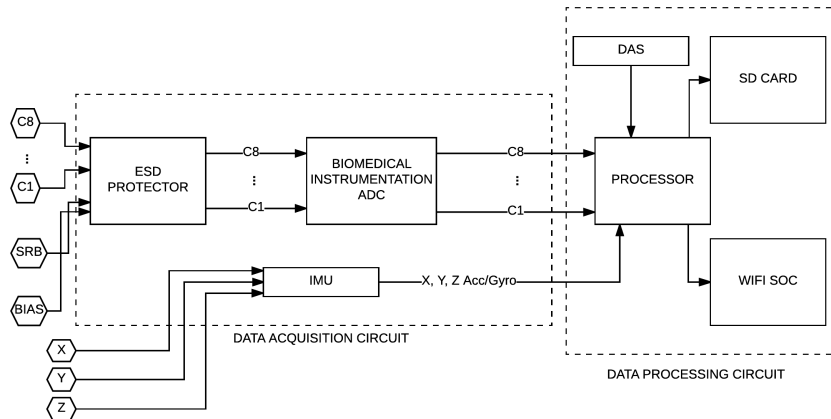 DAS
SD CARD
C8
...
C1
SRB
BIAS
ESD
PROTECTOR
C8
...
C1
BIOMEDICAL
INSTRUMENTATION
ADC
C8
...
C1
PROCESSOR
WIFI SOC
IMU
X, Y, Z Acc/Gyro
X
Y
Z
DATA ACQUISITION CIRCUIT
DATA PROCESSING CIRCUIT